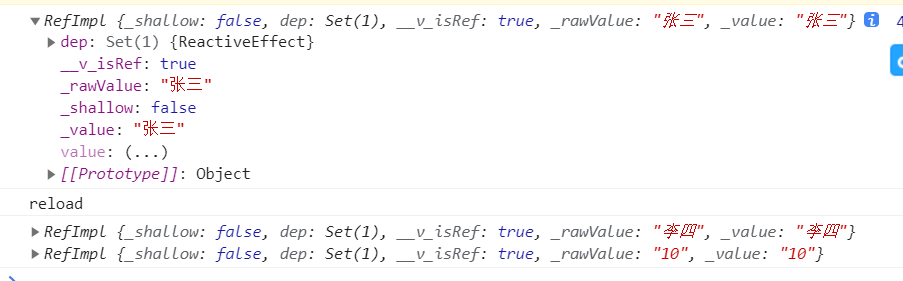 ▼RefImpl {_shallow: false, dep: Set(1), __v_isRef: true, _rawValue: "张三", _value: "张三"} i 4
▶dep: Set(1) {ReactiveEffect}
__v_isRef: true
_rawValue: "张三"
_shallow: false
_value: "张三"
value: (...)
▶[[Prototype]]: Object
reload
▶RefImpl {_shallow: false, dep: Set(1), __v_isRef: true, _rawValue: "李四", _value: "李四"}
▶RefImpl {_shallow: false, dep: Set(1), __v_isRef: true, _rawValue: "10", _value: "10"}